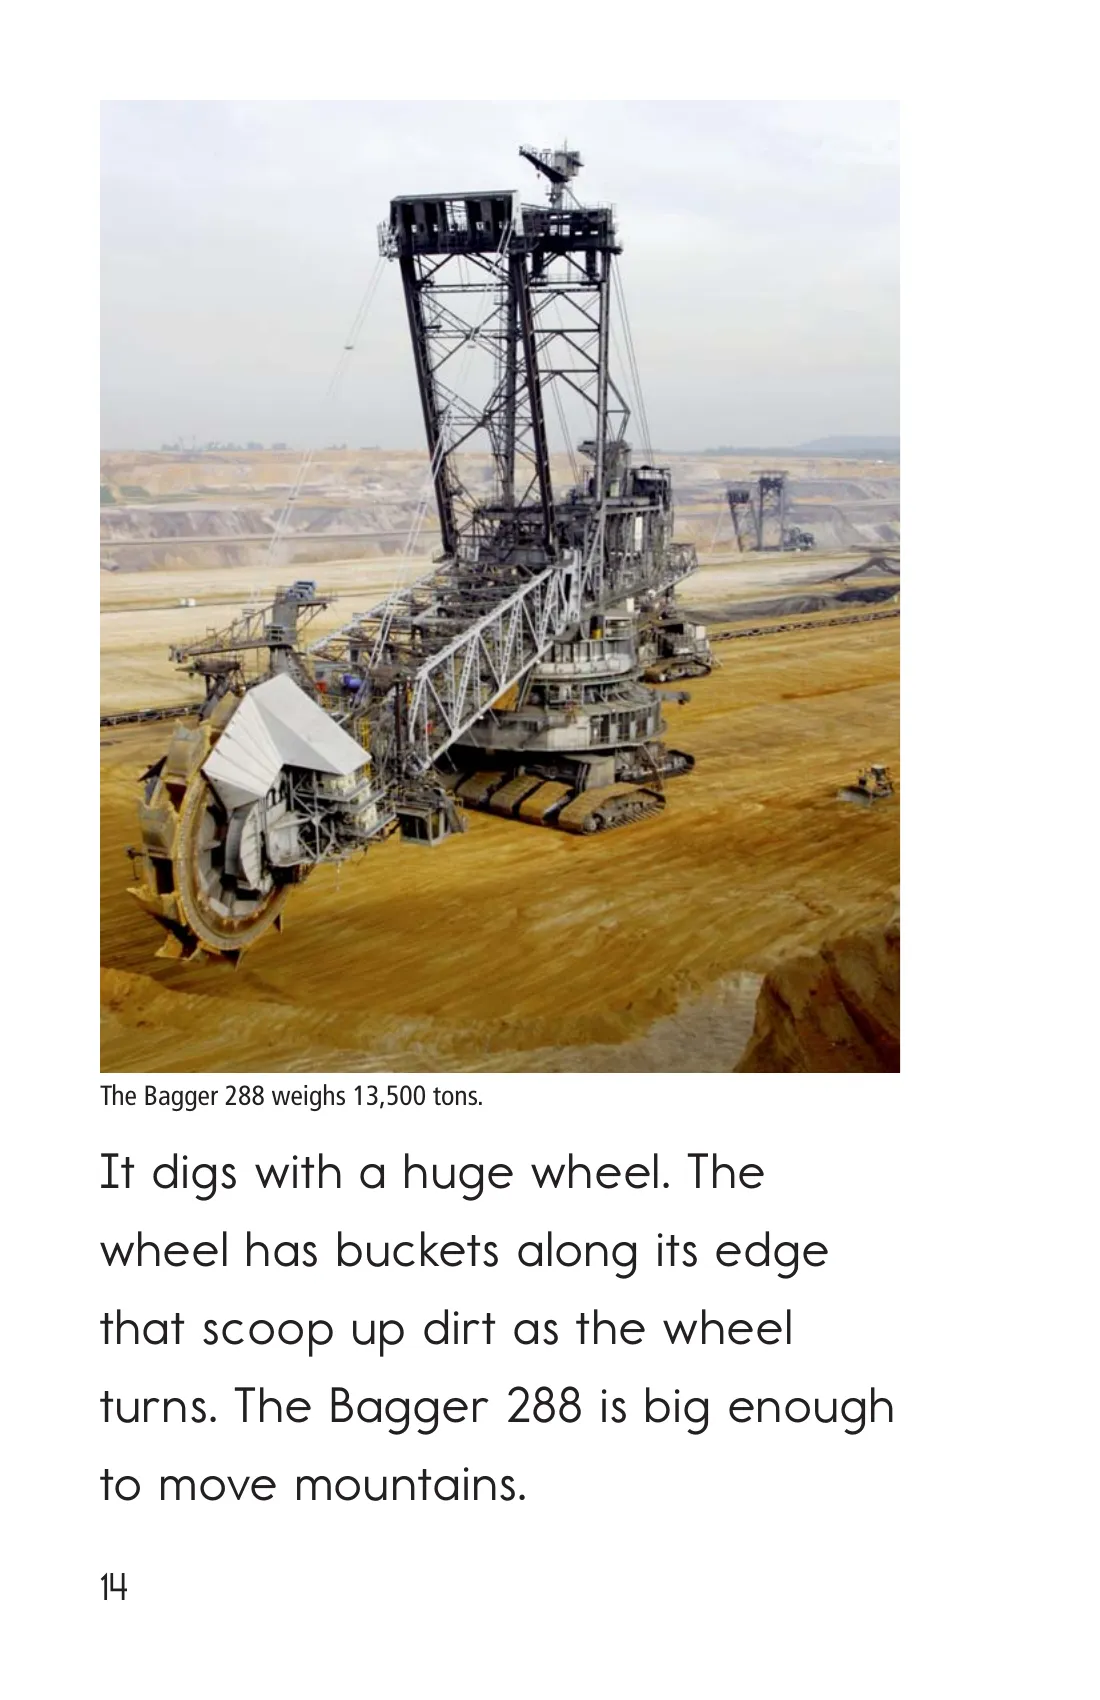 The Bagger 288 weighs 13,500 tons.
It digs with a huge wheel. The
wheel has buckets along its edge
that scoop up dirt as the wheel
turns. The Bagger 288 is big enough
to move mountains.
14